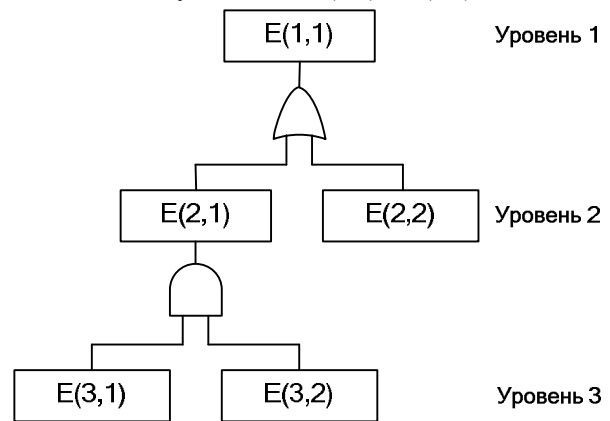 E(1,1) Уровень 1
E(2,1) E(2,2) Уровень 2
E(3,1) E(3,2) Уровень 3